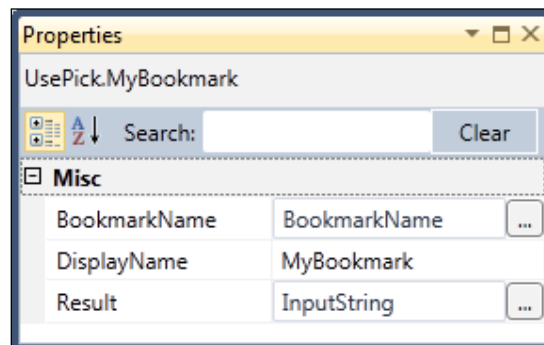 Properties
UsePick.MyBookmark
A Z Search: Clear
Misc
BookmarkName BookmarkName ...
DisplayName MyBookmark
Result InputString ...